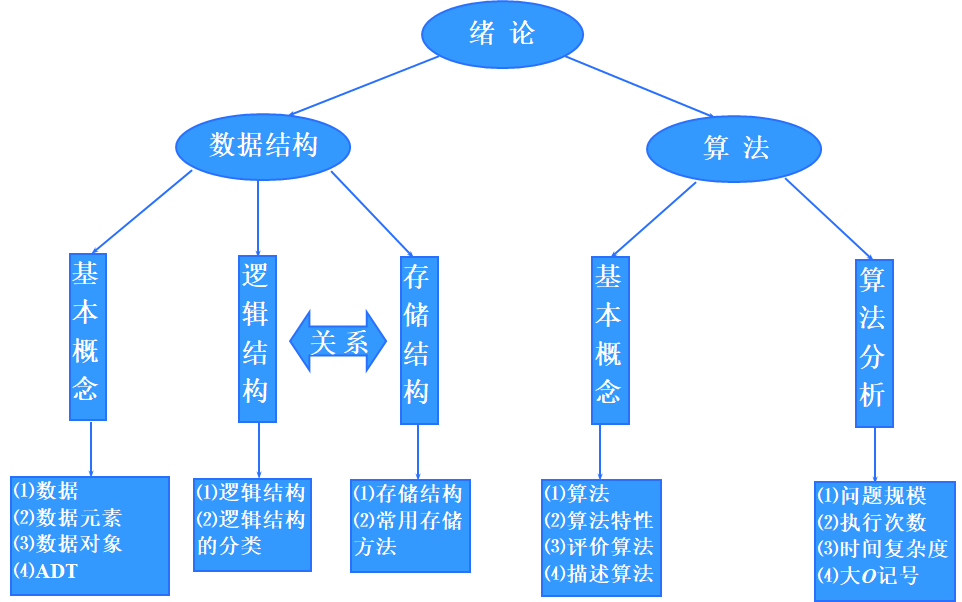 绪 论
数据结构
算 法
基本概念
逻辑结构
关 系
存储结构
基本概念
算法分析
⑴数据
⑵数据元素
⑶数据对象
⑷ADT
⑴逻辑结构
⑵逻辑结构
的分类
⑴存储结构
⑵常用存储
方法
⑴算法
⑵算法特性
⑶评价算法
⑷描述算法
⑴问题规模
⑵执行次数
⑶时间复杂度
⑷大O记号